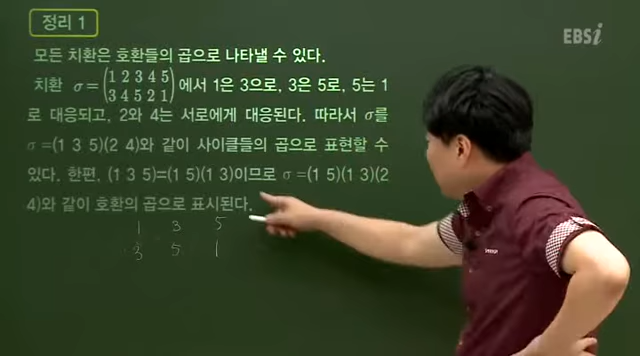 정리 1
EBSi
모든 치환은 호환들의 곱으로 나타낼 수 있다.
치환 σ=(1 2 3 4 5
3 4 5 2 1)에서 1은 3으로, 3은 5로, 5는 1
로 대응되고, 2와 4는 서로에게 대응된다. 따라서 σ를
σ =(1 3 5)(2 4)와 같이 사이클들의 곱으로 표현할 수
있다. 한편, (1 3 5)=(1 5)(1 3)이므로 σ =(1 5)(1 3)(2
4)와 같이 호환의 곱으로 표시된다.
1 3 5
3 5 1